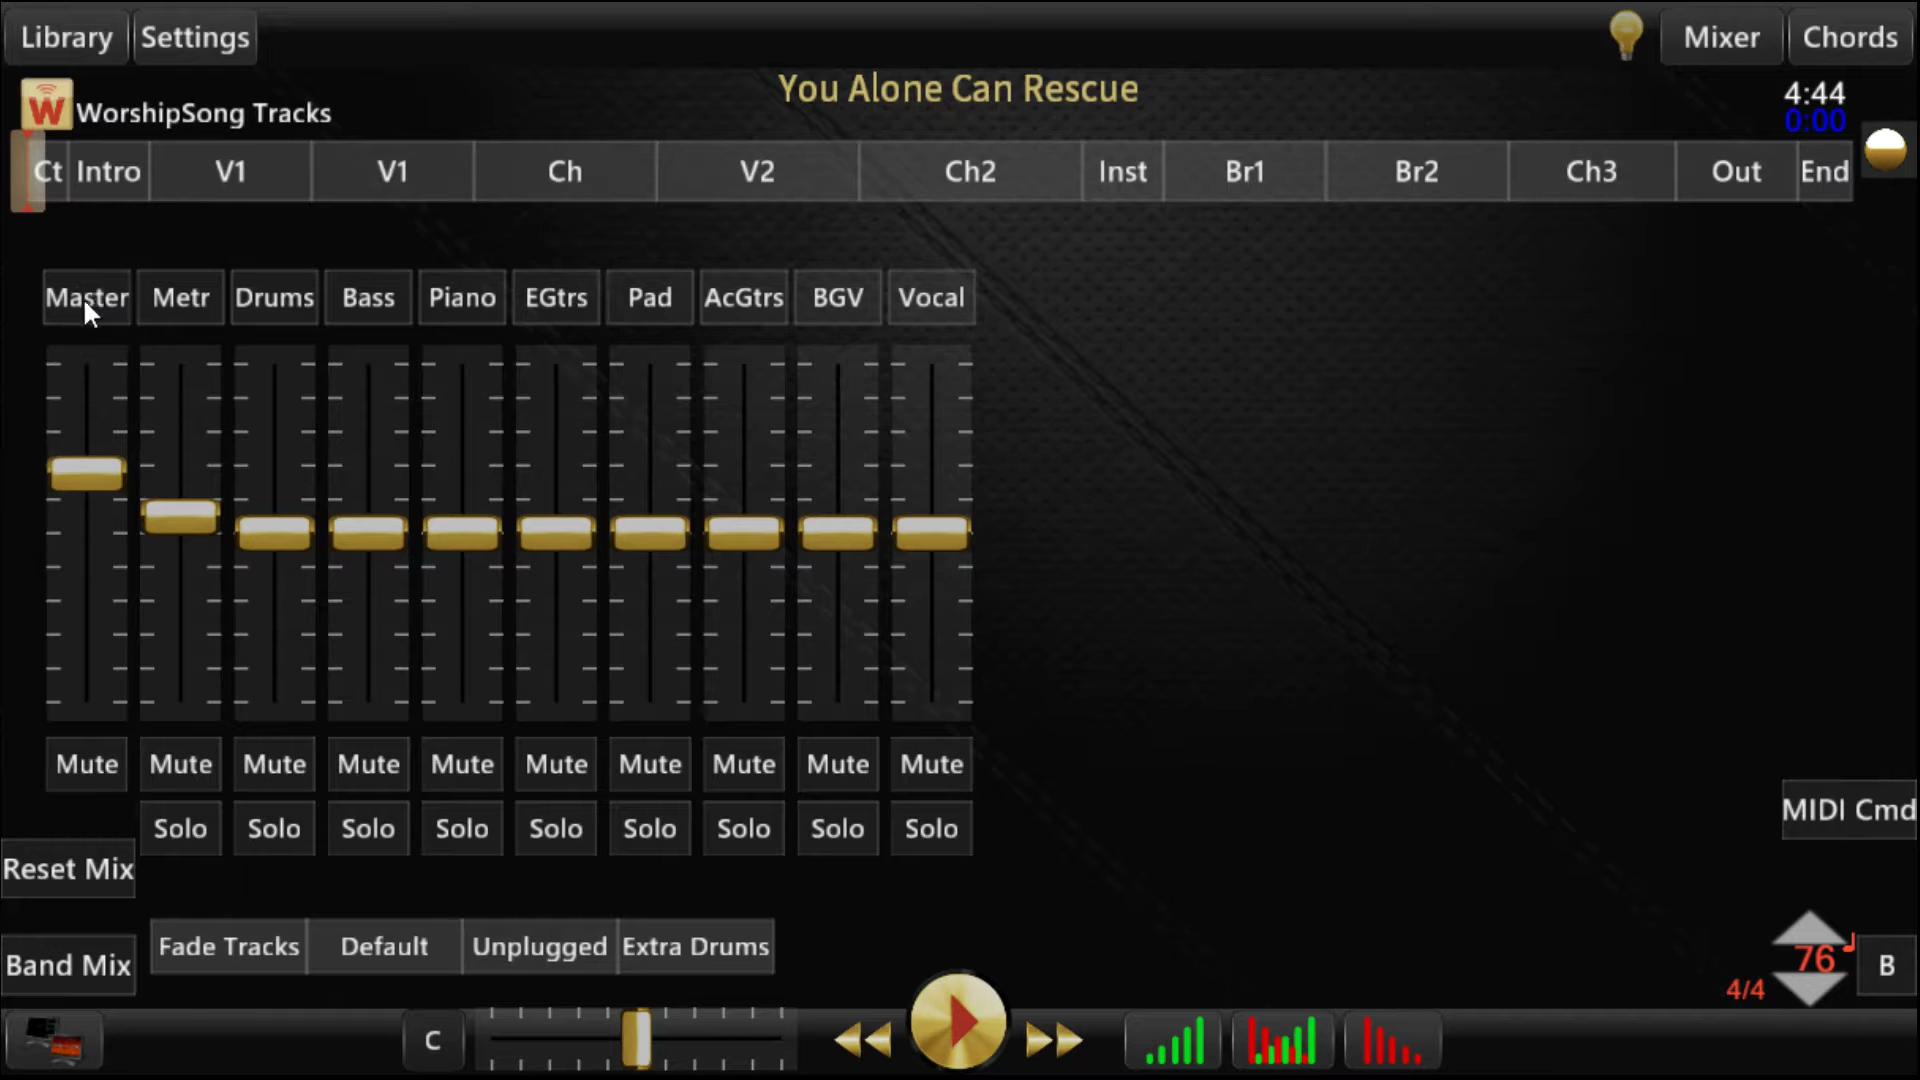 Library Settings Mixer Chords
You Alone Can Rescue
W WorshipSong Tracks
4:44
0:00
Ct Intro V1 V1 Ch V2 Ch2 Inst Br1 Br2 Ch3 Out End
Master Metr Drums Bass Piano EGtrs Pad AcGtrs BGV Vocal
Mute Mute Mute Mute Mute Mute Mute Mute Mute Mute
Solo Solo Solo Solo Solo Solo Solo Solo Solo
MIDI Cmd
Reset Mix
Band Mix Fade Tracks Default Unplugged Extra Drums
76
4/4
B
C